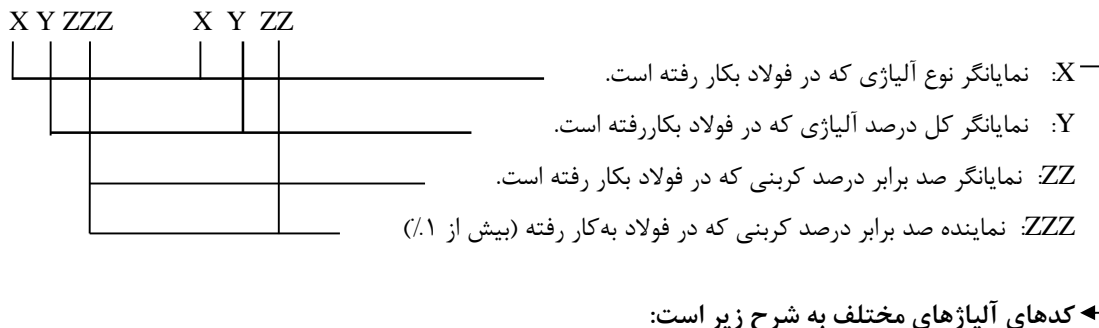 X Y ZZZ X Y ZZ
X: نمایانگر نوع آلیاژی که در فولاد بکار رفته است.
Y: نمایانگر کل درصد آلیاژی که در فولاد بکاررفته است.
ZZ: نمایانگر صد برابر درصد کربنی که در فولاد بکار رفته است.
ZZZ: نماینده صد برابر درصد کربنی که در فولاد به‌کار رفته (بیش از ۱٪)
کدهای آلیاژهای مختلف به شرح زیر است: